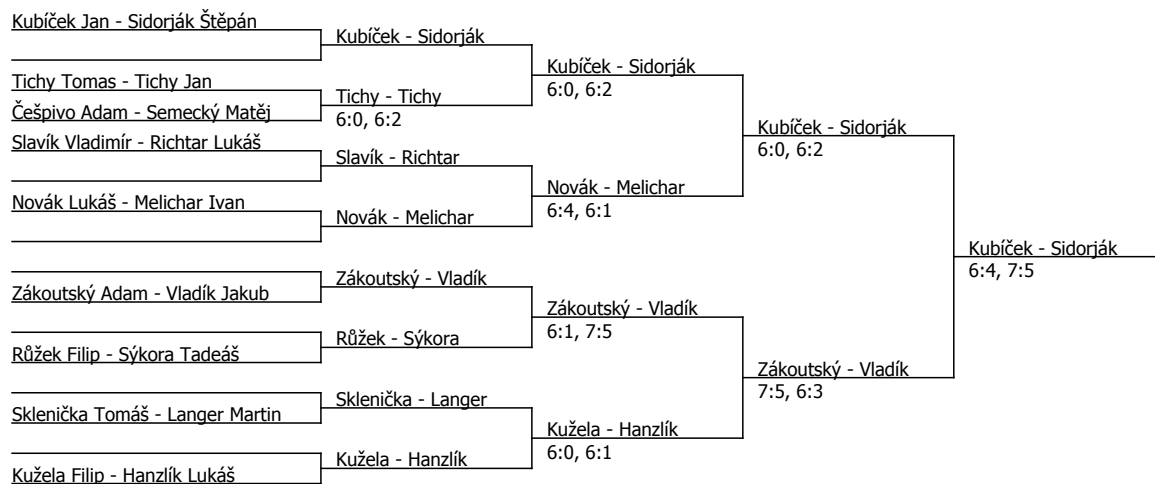 Kubíček Jan - Sidorják Štěpán
Tichy Tomas - Tichy Jan
Češpivo Adam - Semecký Matěj
Slavík Vladimír - Richtar Lukáš
Novák Lukáš - Melichar Ivan
Zákoutský Adam - Vladík Jakub
Růžek Filip - Sýkora Tadeáš
Sklenička Tomáš - Langer Martin
Kužela Filip - Hanzlík Lukáš
Kubíček - Sidorják
Tichy - Tichy
6:0, 6:2
Slavík - Richtar
Novák - Melichar
Zákoutský - Vladík
Růžek - Sýkora
Sklenička - Langer
Kužela - Hanzlík
Kubíček - Sidorják
6:0, 6:2
Novák - Melichar
6:4, 6:1
Zákoutský - Vladík
6:1, 7:5
Kužela - Hanzlík
6:0, 6:1
Kubíček - Sidorják
6:0, 6:2
Zákoutský - Vladík
7:5, 6:3
Kubíček - Sidorják
6:4, 7:5